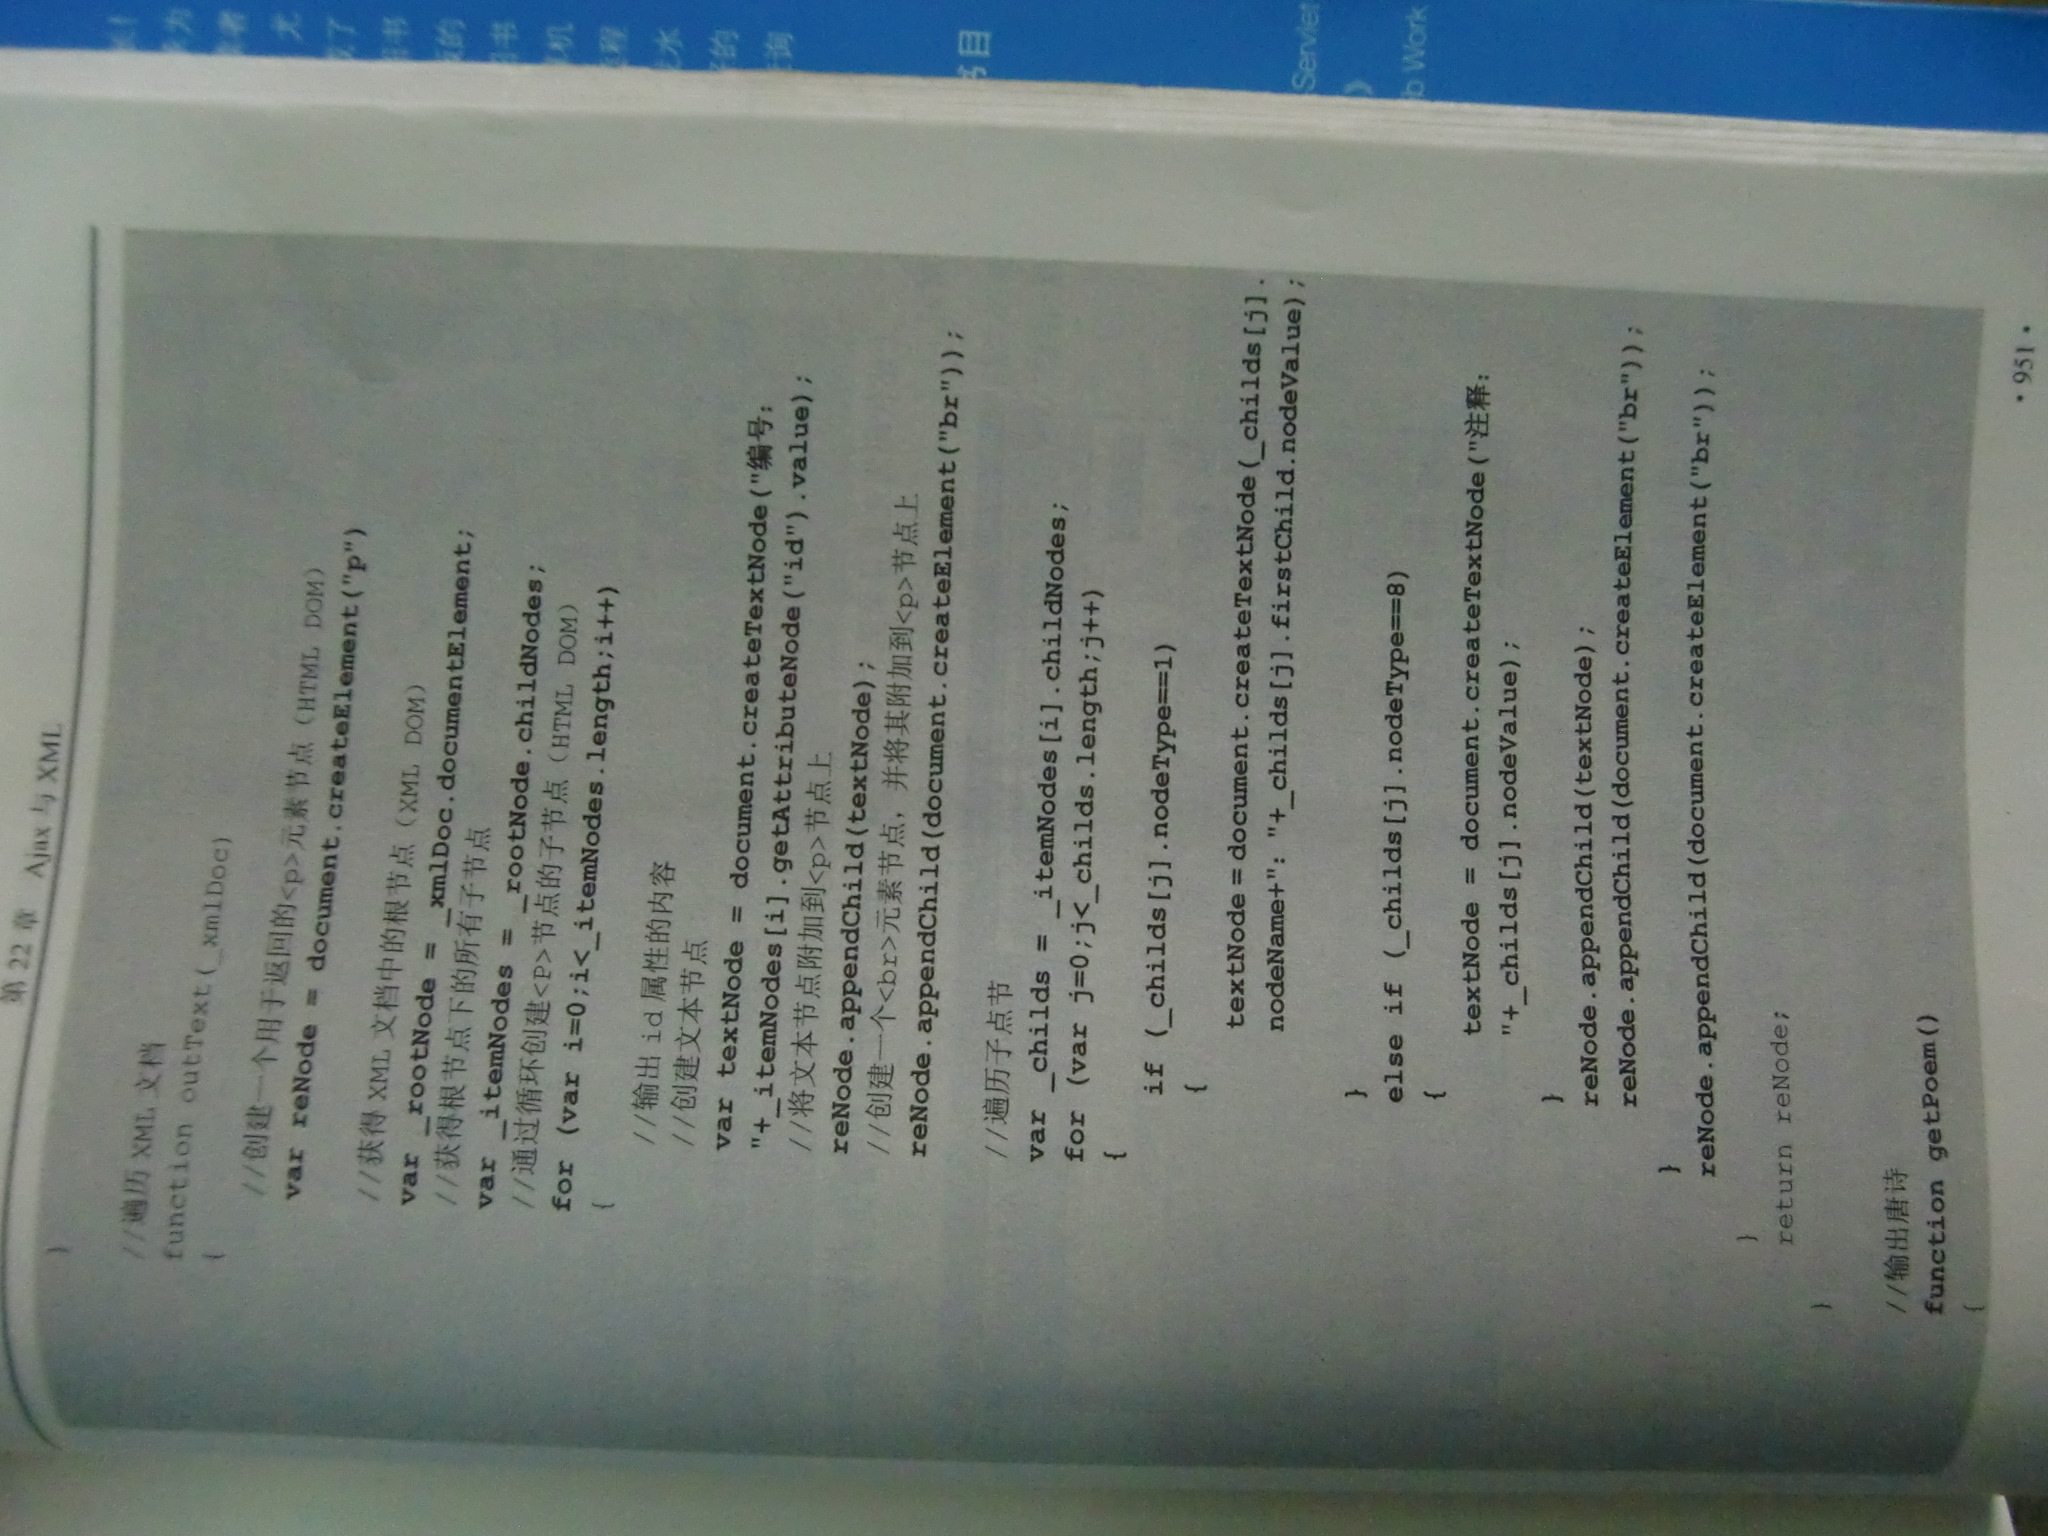 第 22 章 Ajax 与 XML
}
//遍历 XML 文档
function outText(_xmlDoc)
{
//创建一个用于返回的<p>元素节点（HTML DOM）
var reNode = document.createElement("p")
//获得 XML 文档中的根节点（XML DOM）
var _rootNode = _xmlDoc.documentElement;
//获得根节点下的所有子节点
var _itemNodes = _rootNode.childNodes;
//通过循环创建<P>节点的子节点（HTML DOM）
for (var i=0;i<_itemNodes.length;i++)
{
//输出 id 属性的内容
//创建文本节点
var textNode = document.createTextNode("编号:
"+_itemNodes[i].getAttributeNode("id").value);
//将文本节点附加到<p>节点上
reNode.appendChild(textNode);
//创建一个<br>元素节点，并将其附加到<p>节点上
reNode.appendChild(document.createElement("br"));
//遍历子点节
var _childs = _itemNodes[i].childNodes;
for (var j=0;j<_childs.length;j++)
{
if (_childs[j].nodeType==1)
{
textNode=document.createTextNode(_childs[j].
nodeName+": "+_childs[j].firstChild.nodeValue);
}
else if (_childs[j].nodeType==8)
{
textNode = document.createTextNode("注释:
"+_childs[j].nodeValue);
}
reNode.appendChild(textNode);
reNode.appendChild(document.createElement("br"));
}
reNode.appendChild(document.createElement("br"));
}
return reNode;
}
//输出唐诗
function getPoem()
{
• 951 •
书目
Servlet
》
Work